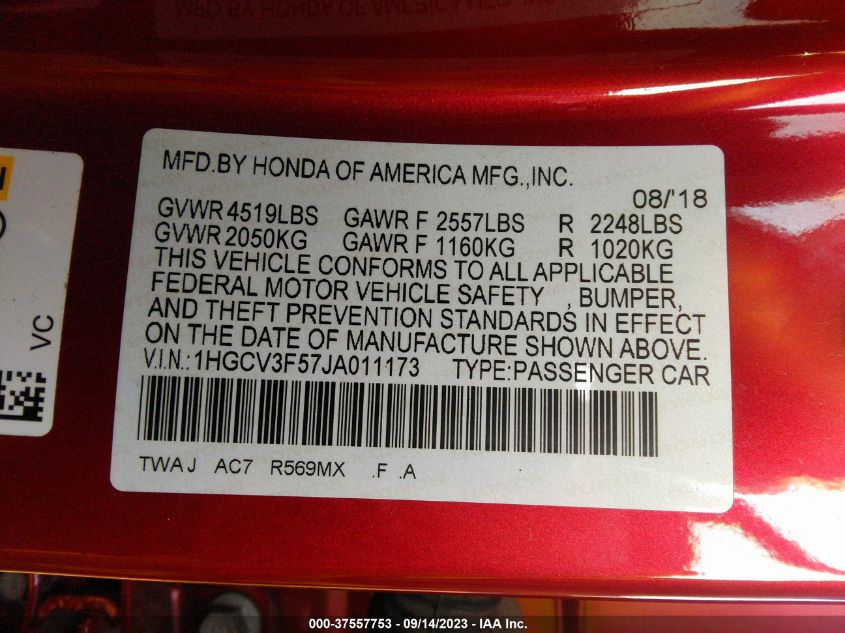 MFD.BY HONDA OF AMERICA MFG.,INC.
08/'18
GVWR 4519LBS GAWR F 2557LBS R 2248LBS
GVWR 2050KG GAWR F 1160KG R 1020KG
THIS VEHICLE CONFORMS TO ALL APPLICABLE
FEDERAL MOTOR VEHICLE SAFETY , BUMPER,
AND THEFT PREVENTION STANDARDS IN EFFECT
ON THE DATE OF MANUFACTURE SHOWN ABOVE.
V.I.N.:1HGCV3F57JA011173 TYPE:PASSENGER CAR
TWAJ AC7 R569MX .F .A
VC
000-37557753 - 09/14/2023 - IAA Inc.